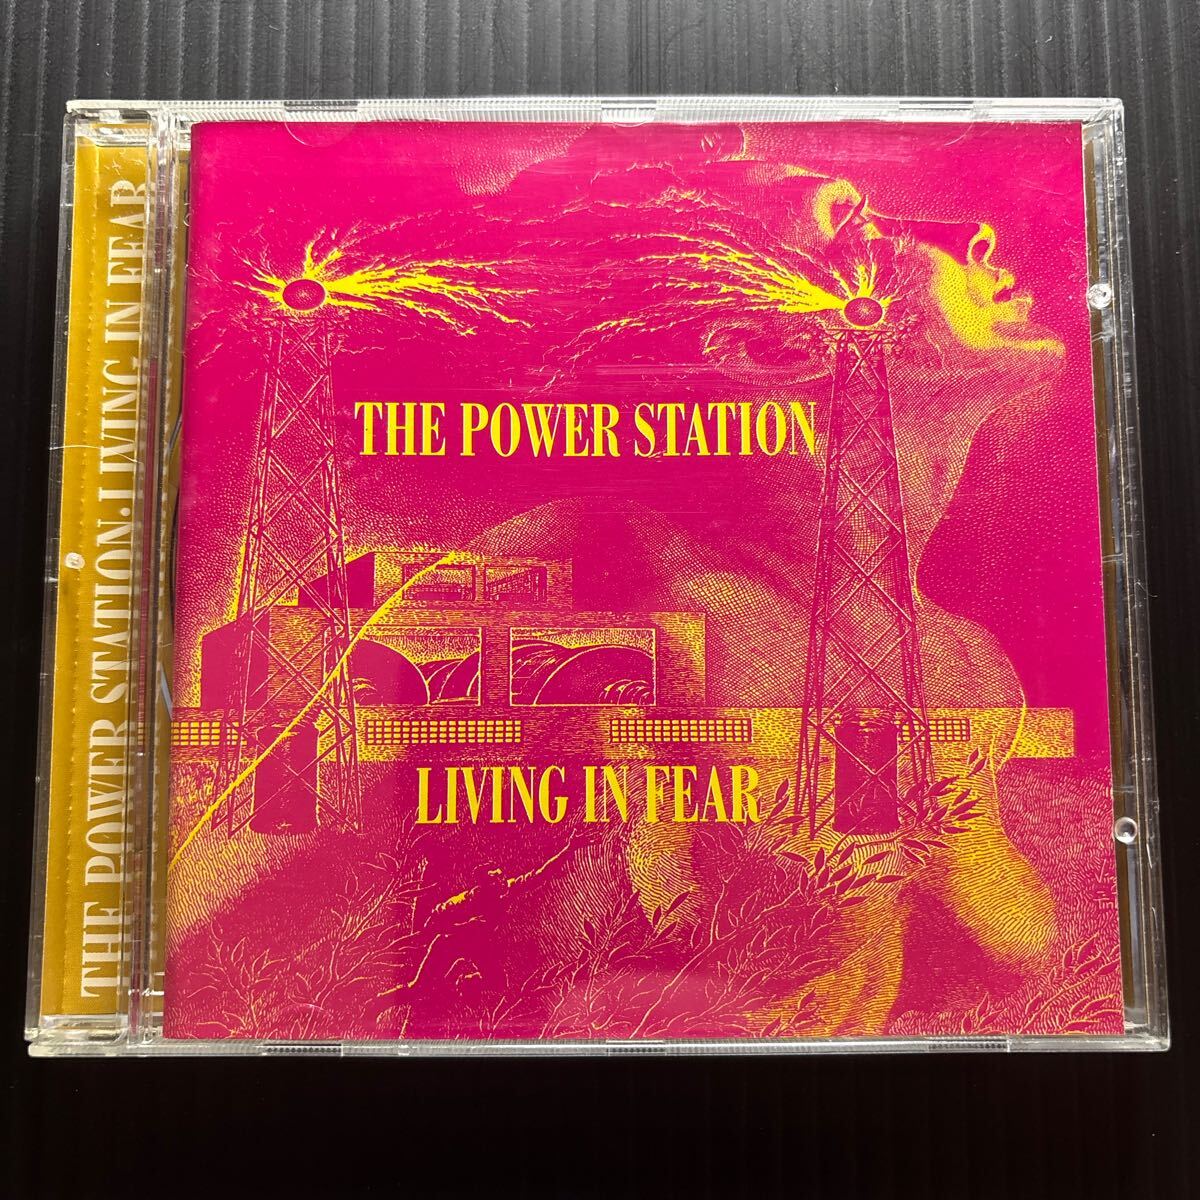 THE POWER STATION
LIVING IN FEAR
THE POWER STATION·LIVING IN FEAR